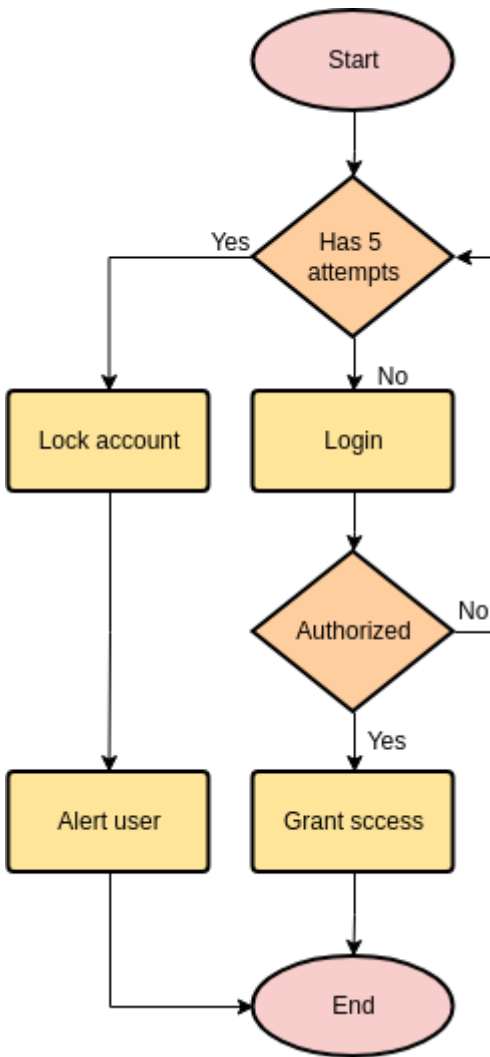 Start
Yes
Has 5
attempts
No
Lock account
Login
Authorized
No
Yes
Alert user
Grant sccess
End